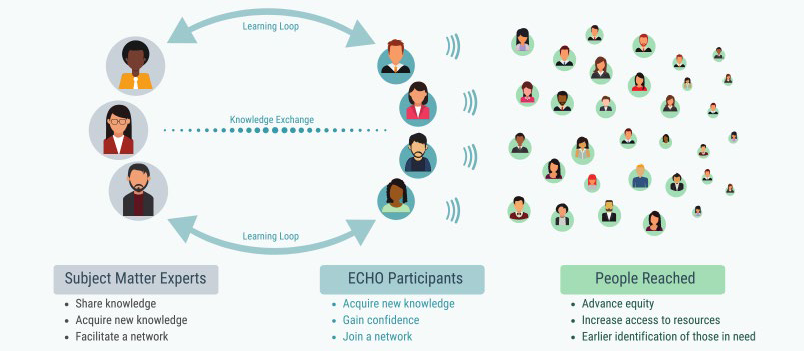 Learning Loop
Knowledge Exchange
Learning Loop
Subject Matter Experts
• Share knowledge
• Acquire new knowledge
• Facilitate a network
ECHO Participants
• Acquire new knowledge
• Gain confidence
• Join a network
People Reached
• Advance equity
• Increase access to resources
• Earlier identification of those in need